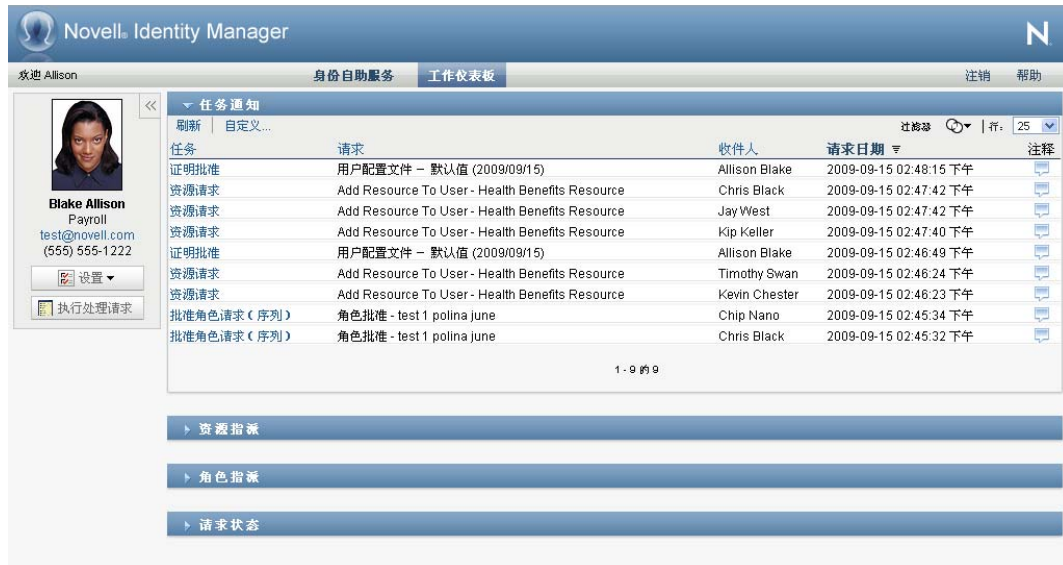 Novell® Identity Manager
N
欢迎 Allison
身份自助服务 工作仪表板 注销 帮助
Blake Allison
Payroll
test@novell.com
(555) 555-1222
设置
执行处理请求
任务通知
刷新 | 自定义... 过滤器 | 行: 25
任务 请求 收件人 请求日期 注释
证明批准 用户配置文件 － 默认值 (2009/09/15) Allison Blake 2009-09-15 02:48:15 下午
资源请求 Add Resource To User - Health Benefits Resource Chris Black 2009-09-15 02:47:42 下午
资源请求 Add Resource To User - Health Benefits Resource Jay West 2009-09-15 02:47:42 下午
资源请求 Add Resource To User - Health Benefits Resource Kip Keller 2009-09-15 02:47:40 下午
证明批准 用户配置文件 － 默认值 (2009/09/15) Allison Blake 2009-09-15 02:46:49 下午
资源请求 Add Resource To User - Health Benefits Resource Timothy Swan 2009-09-15 02:46:24 下午
资源请求 Add Resource To User - Health Benefits Resource Kevin Chester 2009-09-15 02:46:23 下午
批准角色请求（序列） 角色批准 - test 1 polina june Chip Nano 2009-09-15 02:45:34 下午
批准角色请求（序列） 角色批准 - test 1 polina june Chris Black 2009-09-15 02:45:32 下午
1 - 9 的 9
资源指派
角色指派
请求状态